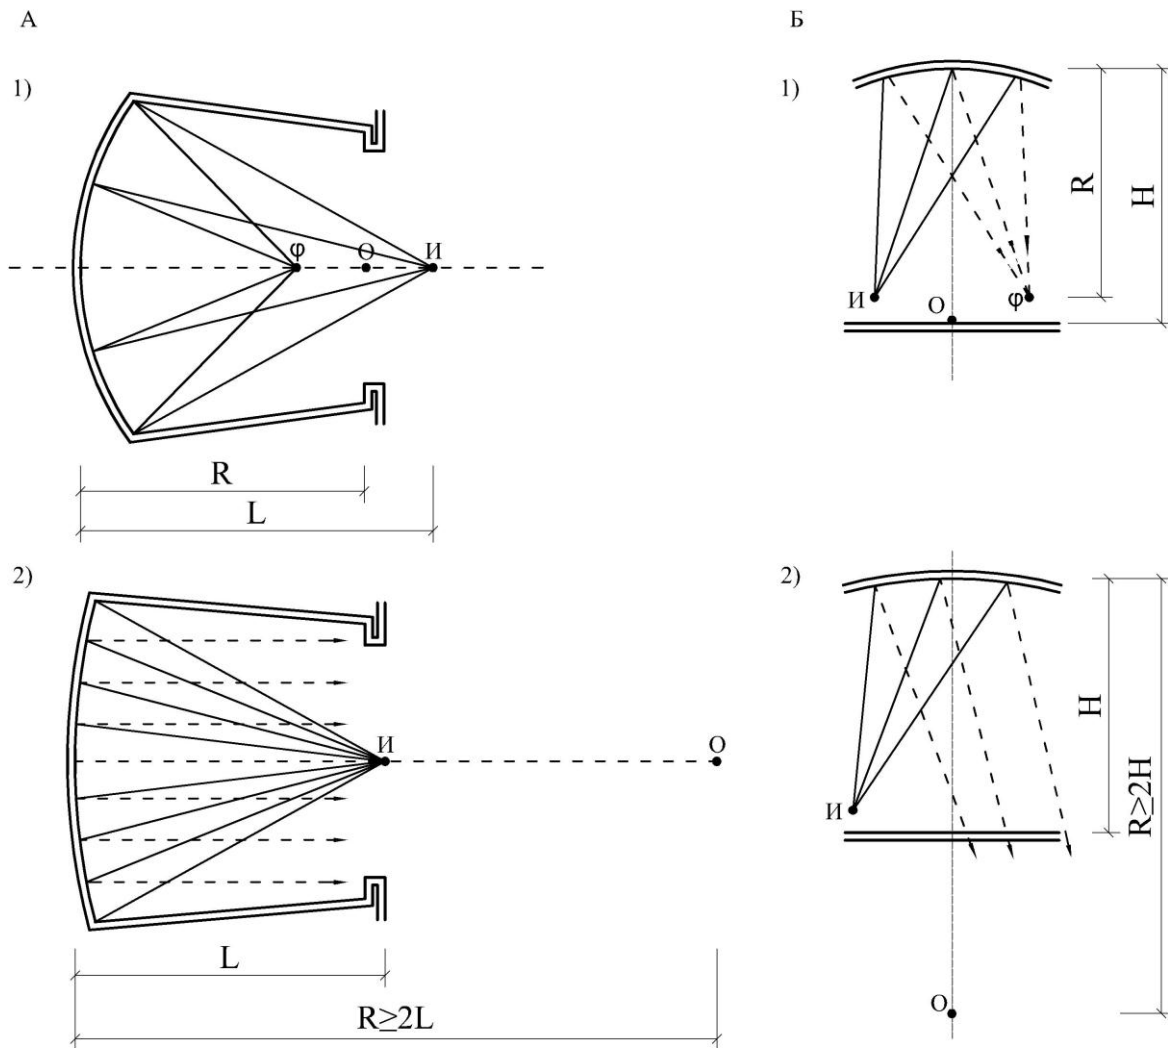 А
1)
φ
О
И
R
L
2)
И
О
L
R≥2L
Б
1)
И
О
φ
R
H
2)
И
О
H
R≥2H